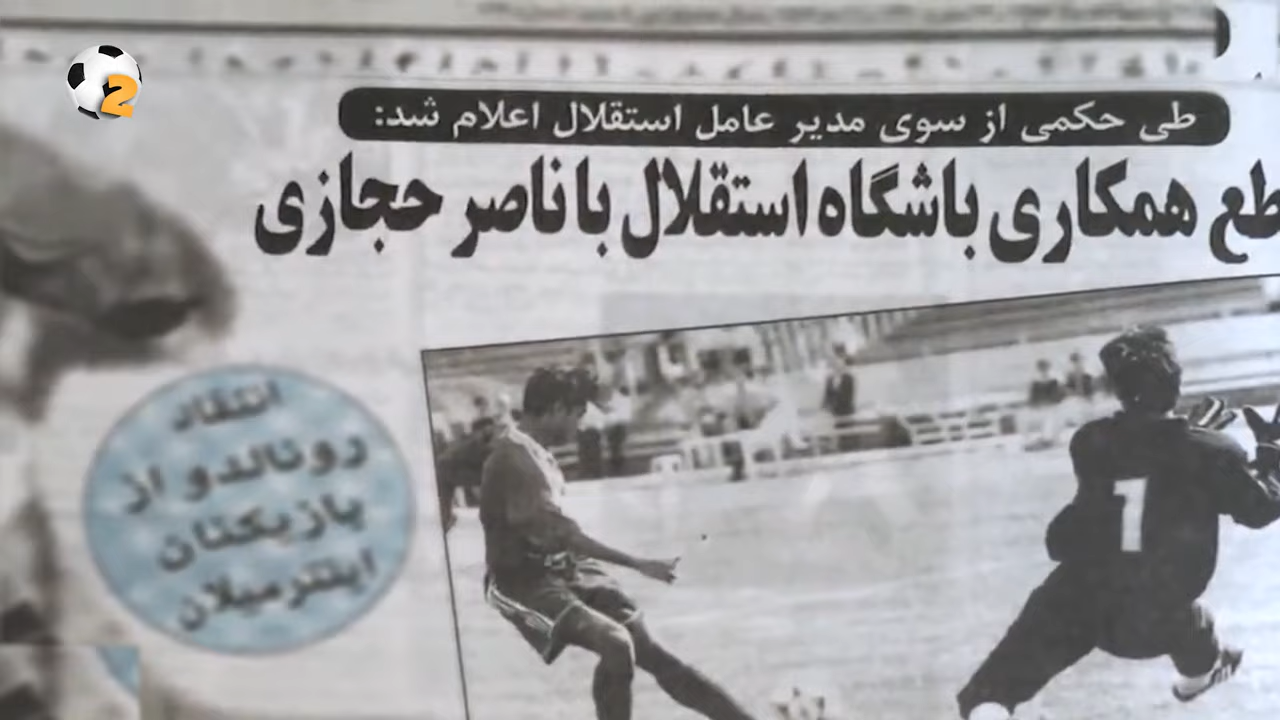 طی حکمی از سوی مدیر عامل استقلال اعلام شد:
طع همکاری باشگاه استقلال با ناصر حجازی
انتقاد
رونالدو از
بازیکنان
اینترمیلان
1
2